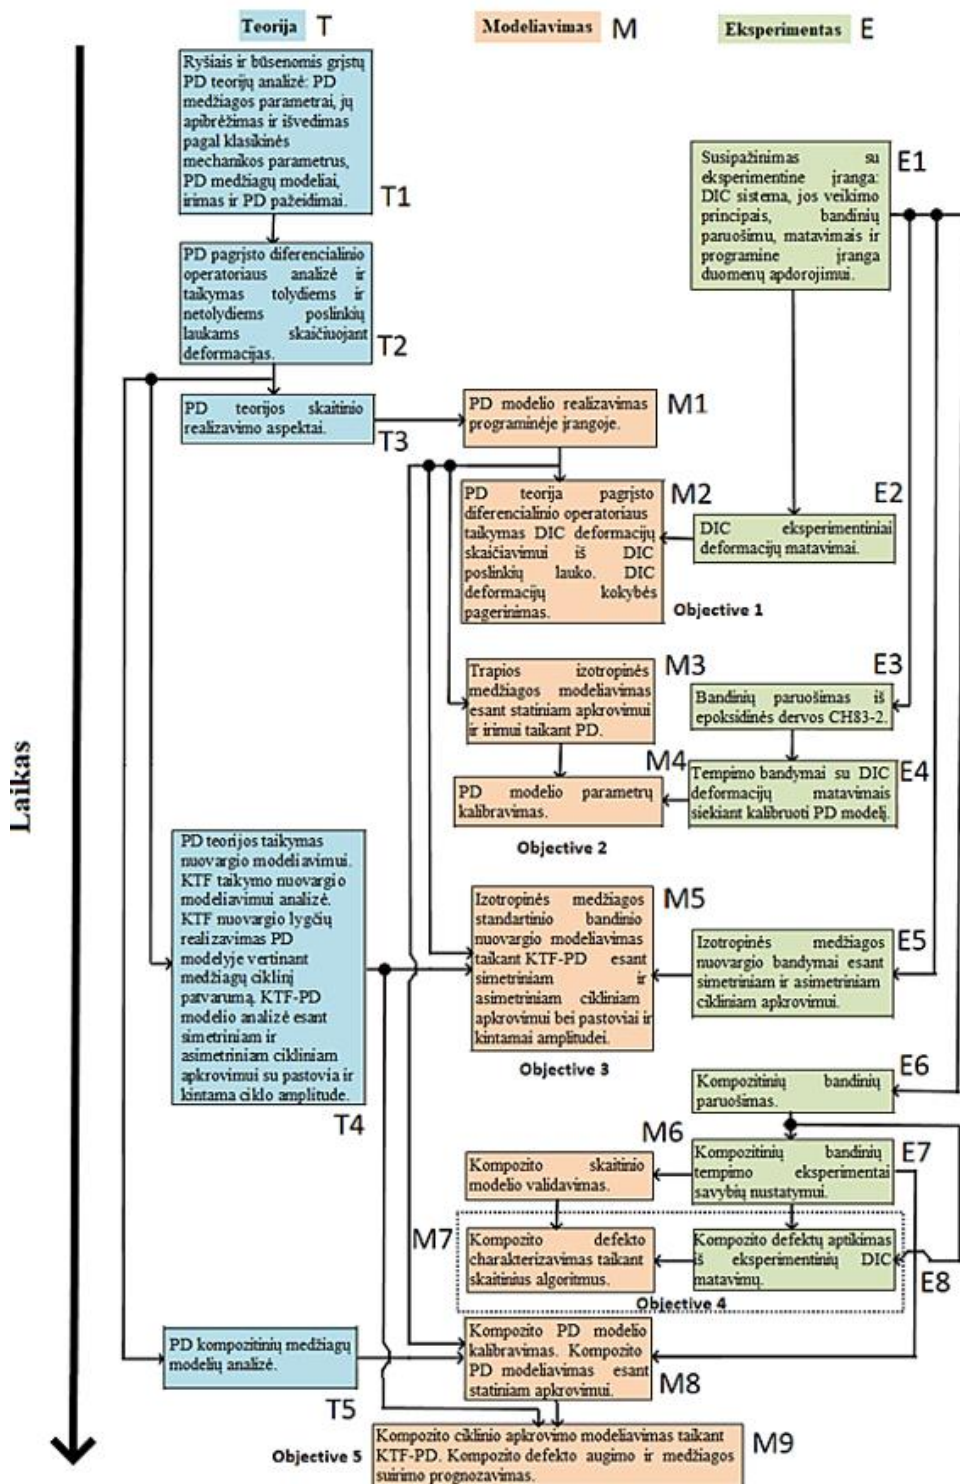 Teorija T
Modeliavimas M
Eksperimentas E
Laikas
Ryšiais ir būsenomis grįstų
PD teorijų analizė: PD
medžiagos parametrai, jų
apibrėžimas ir išvedimas
pagal klasikinės
mechanikos parametrus,
PD medžiagų modeliai,
irimas ir PD pažeidimai.
T1
Susipažinimas su
eksperimentine įranga:
DIC sistema, jos veikimo
principais, bandinių
paruošimu, matavimais ir
programine įranga
duomenų apdorojimui.
E1
PD pagrįsto diferencialinio
operatoriaus analizė ir
taikymas tolydiems ir
netolydiems poslinkių
laukams skaičiuojant
deformacijas.
T2
PD teorijos skaitinio
realizavimo aspektai.
T3
PD modelio realizavimas
programinėje įrangoje.
M1
PD teorija pagrįsto
diferencialinio operatoriaus
taikymas DIC deformacijų
skaičiavimui iš DIC
poslinkių lauko. DIC
deformacijų kokybės
pagerinimas.
M2
DIC eksperimentiniai
deformacijų matavimai.
E2
Objective 1
Trapios izotropinės
medžiagos modeliavimas
esant statiniam apkrovimui
ir irimui taikant PD.
M3
Bandinių paruošimas iš
epoksidinės dervos CH83-2.
E3
PD modelio parametrų
kalibravimas.
M4
Tempimo bandymai su DIC
deformacijų matavimais
siekiant kalibruoti PD modelį.
E4
Objective 2
PD teorijos taikymas
nuovargio modeliavimui.
KTF taikymo nuovargio
modeliavimui analizė.
KTF nuovargio lygčių
realizavimas PD
modelyje vertinant
medžiagų ciklinį
patvarumą. KTF-PD
modelio analizė esant
simetriniam ir
asimetriniam cikliniam
apkrovimui su pastovia ir
kintama ciklo amplitude.
T4
Izotropinės medžiagos
standartinio bandinio
nuovargio modeliavimas
taikant KTF-PD esant
simetriniam ir
asimetriniam cikliniam
apkrovimui bei pastoviai ir
kintamai amplitudei.
M5
Izotropinės medžiagos
nuovargio bandymai esant
simetriniam ir asimetriniam
cikliniam apkrovimui.
E5
Objective 3
Kompozitinių bandinių
paruošimas.
E6
Kompozito skaitinio
modelio validavimas.
M6
Kompozitinių bandinių
tempimo eksperimentai
savybių nustatymui.
E7
Kompozito defekto
charakterizavimas taikant
skaitinius algoritmus.
M7
Kompozito defektų aptikimas
iš eksperimentinių DIC
matavimų.
E8
Objective 4
PD kompozitinių medžiagų
modelių analizė.
T5
Kompozito PD modelio
kalibravimas. Kompozito
PD modeliavimas esant
statiniam apkrovimui.
M8
Objective 5
Kompozito ciklinio apkrovimo modeliavimas taikant
KTF-PD. Kompozito defekto augimo ir medžiagos
suirimo prognozavimas.
M9